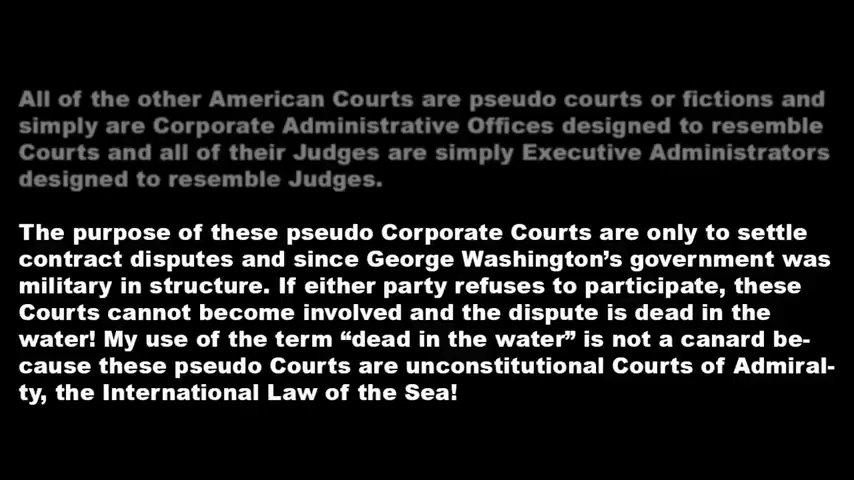 All of the other American Courts are pseudo courts or fictions and
simply are Corporate Administrative Offices designed to resemble
Courts and all of their Judges are simply Executive Administrators
designed to resemble Judges.
The purpose of these pseudo Corporate Courts are only to settle
contract disputes and since George Washington’s government was
military in structure. If either party refuses to participate, these
Courts cannot become involved and the dispute is dead in the
water! My use of the term “dead in the water” is not a canard be-
cause these pseudo Courts are unconstitutional Courts of Admiral-
ty, the International Law of the Sea!